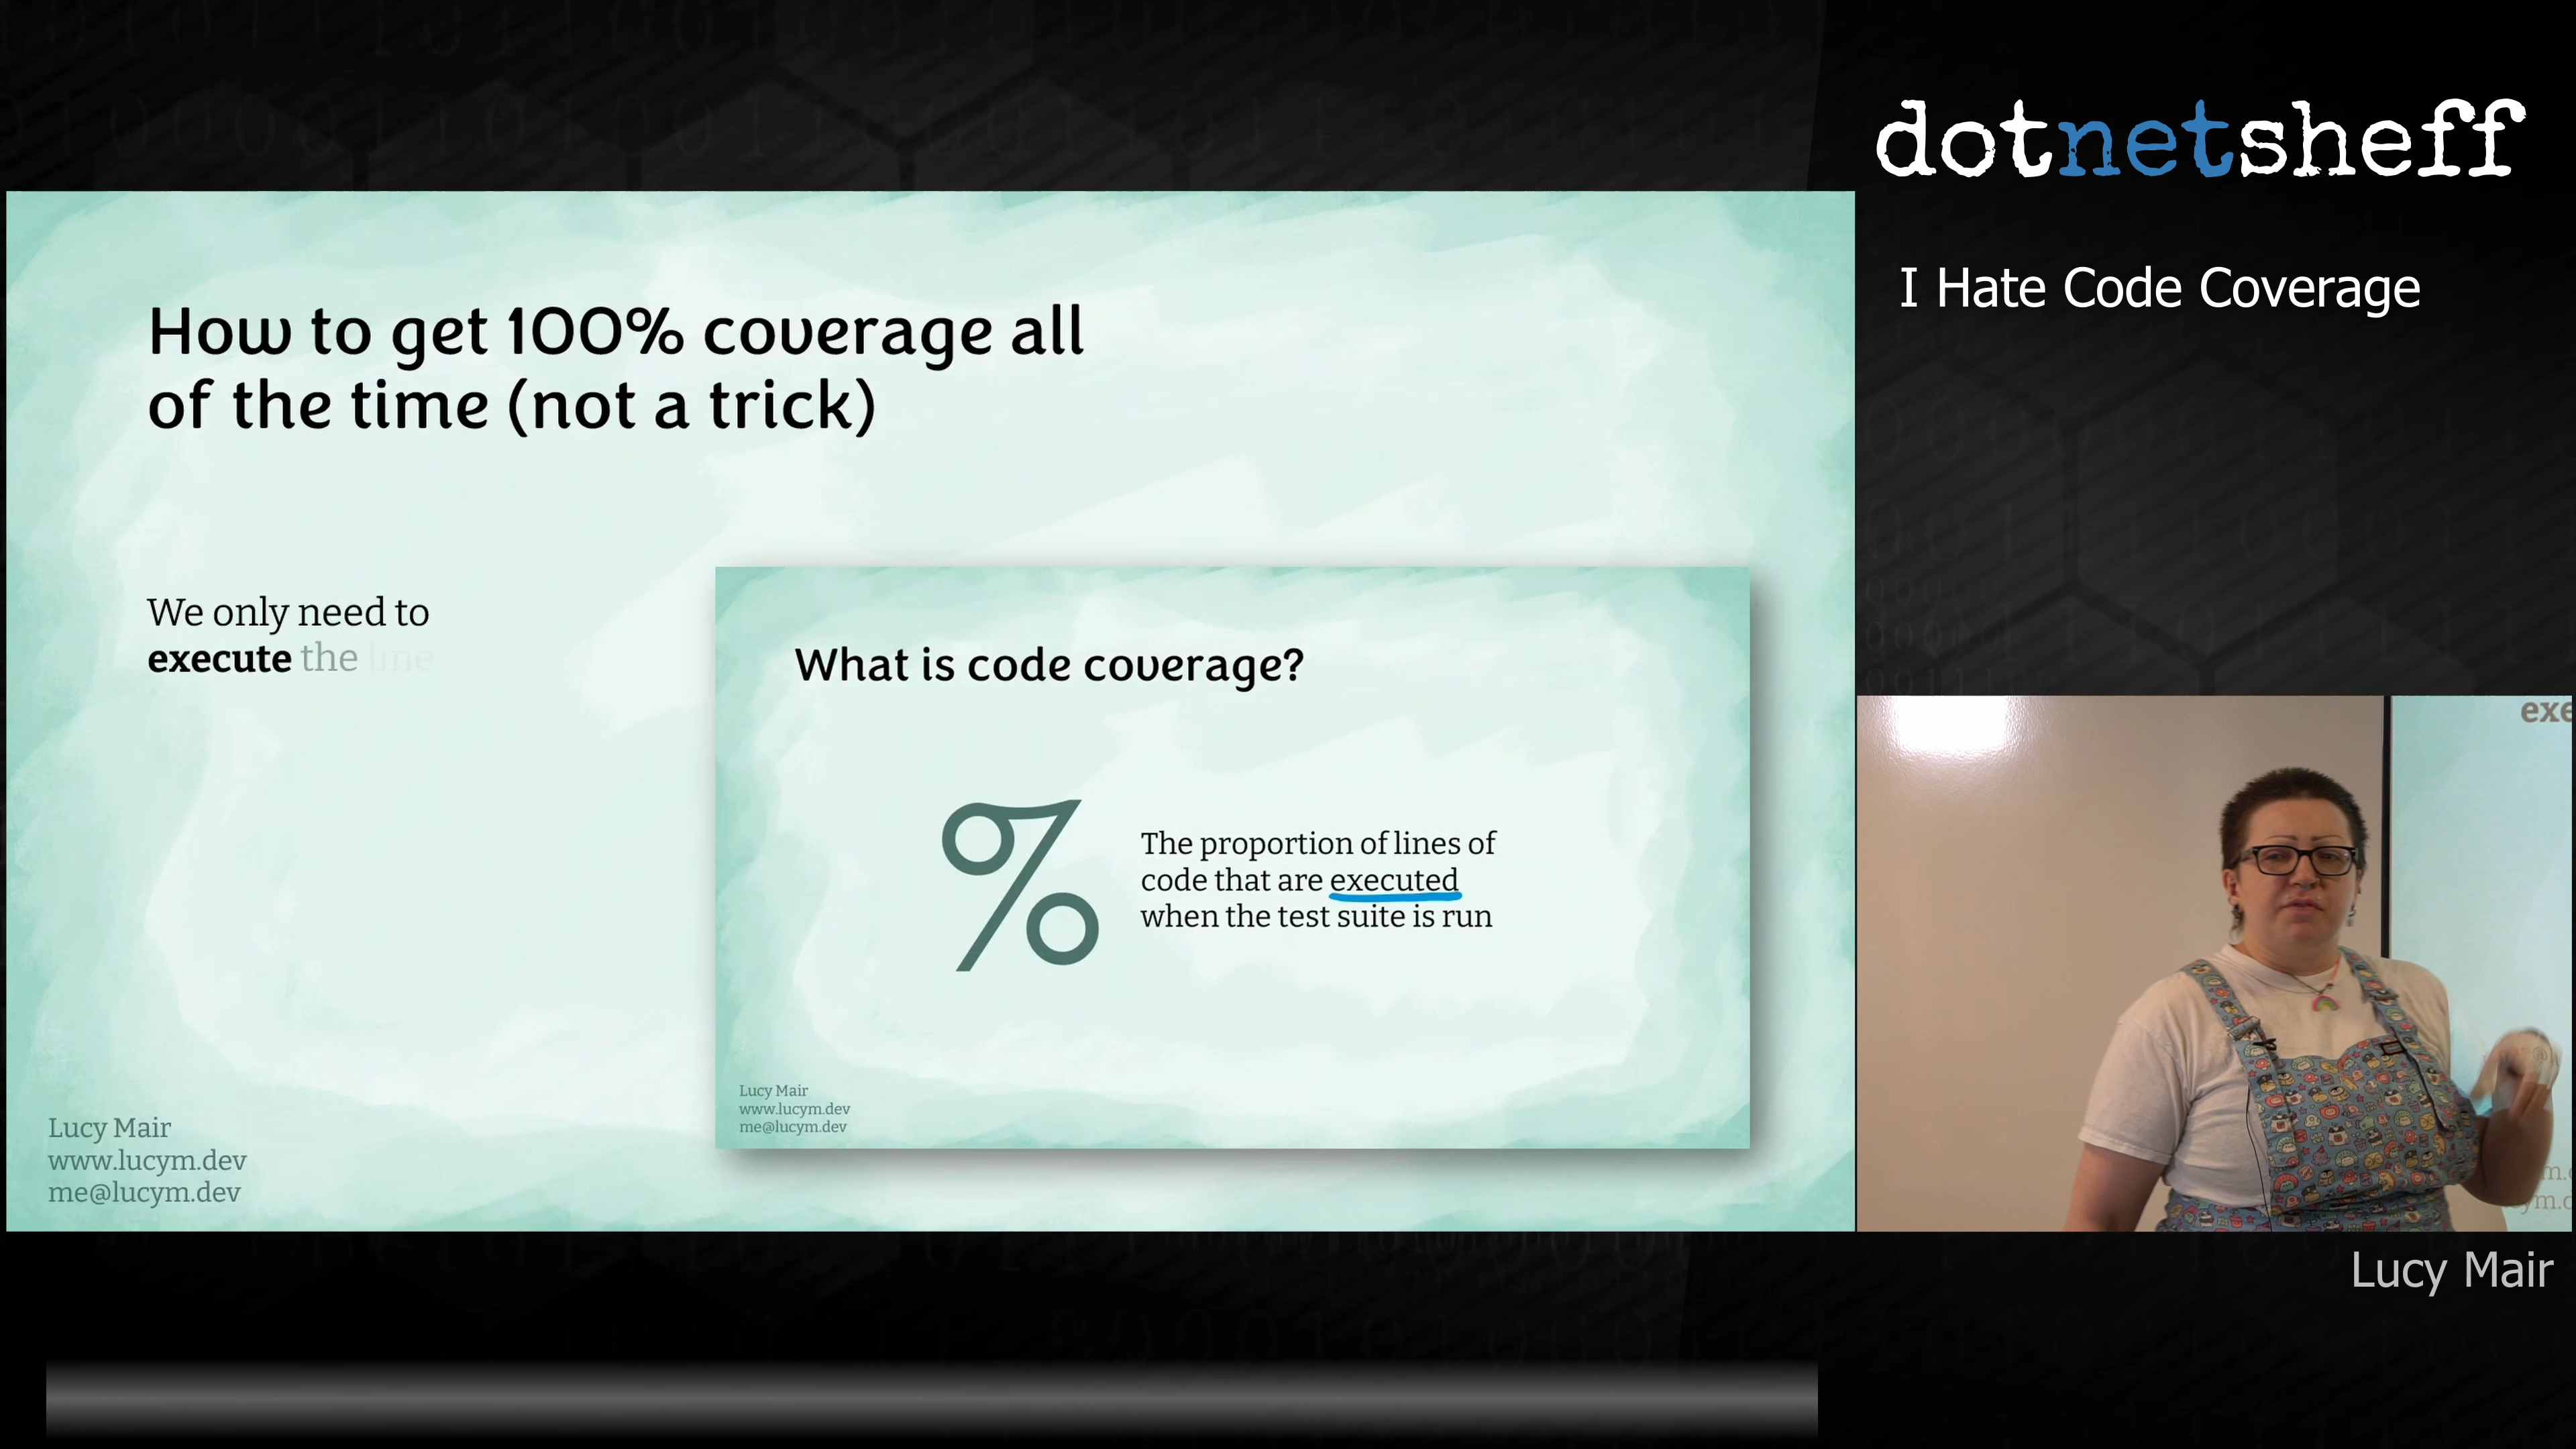 dotnetsheff
I Hate Code Coverage
How to get 100% coverage all
of the time (not a trick)
We only need to
execute the line
What is code coverage?
%
The proportion of lines of
code that are executed
when the test suite is run
Lucy Mair
www.lucym.dev
me@lucym.dev
Lucy Mair
www.lucym.dev
me@lucym.dev
exe
Lucy Mair